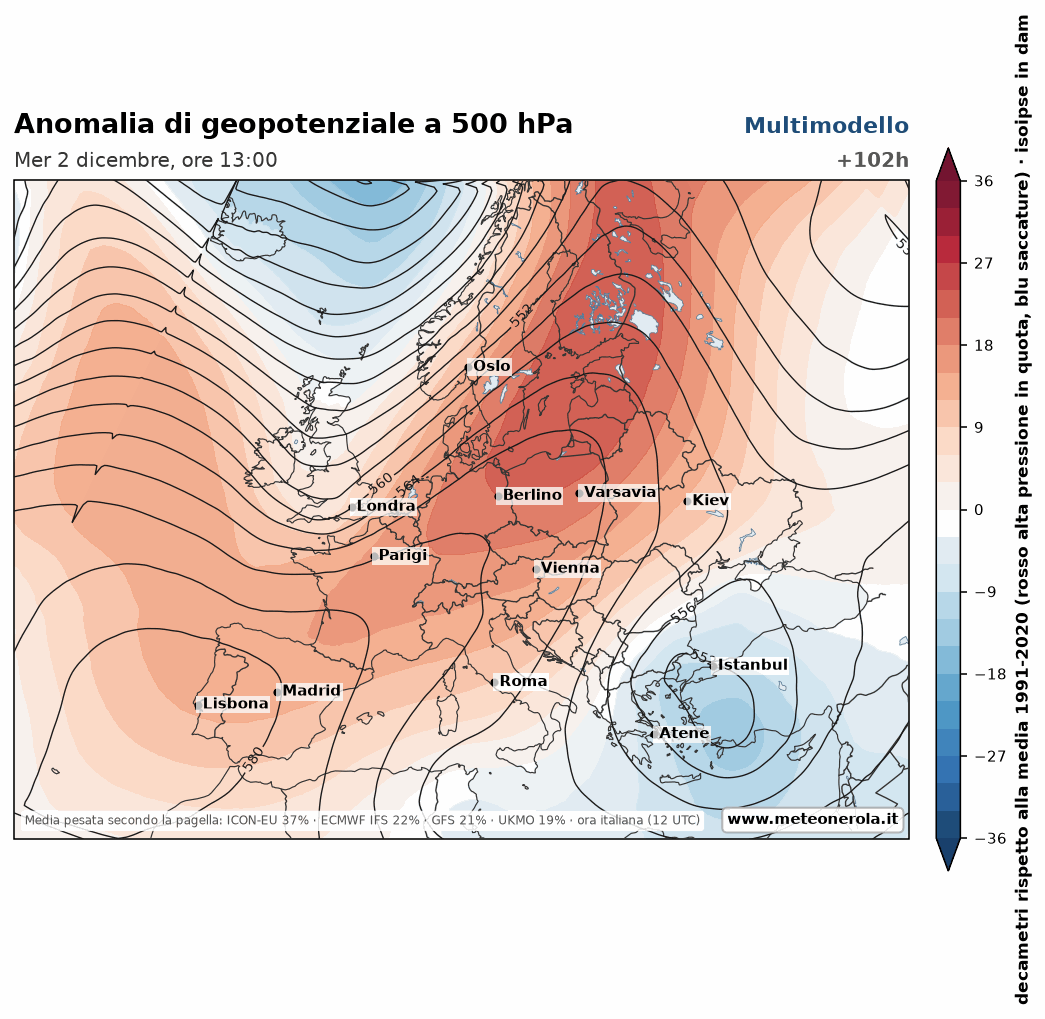 Anomalia di geopotenziale a 500 hPa
Multimodello
Mer 2 dicembre, ore 13:00
+102h
36
27
18
9
0
−9
−18
−27
−36
decametri rispetto alla media 1991-2020 (rosso alta pressione in quota, blu saccature) · isoipse in dam
552
Oslo
560
564
Londra
Berlino
Varsavia
Kiev
Parigi
Vienna
556
Istanbul
Madrid
Roma
Lisbona
Atene
580
Media pesata secondo la pagella: ICON-EU 37% · ECMWF IFS 22% · GFS 21% · UKMO 19% · ora italiana (12 UTC)
www.meteonerola.it